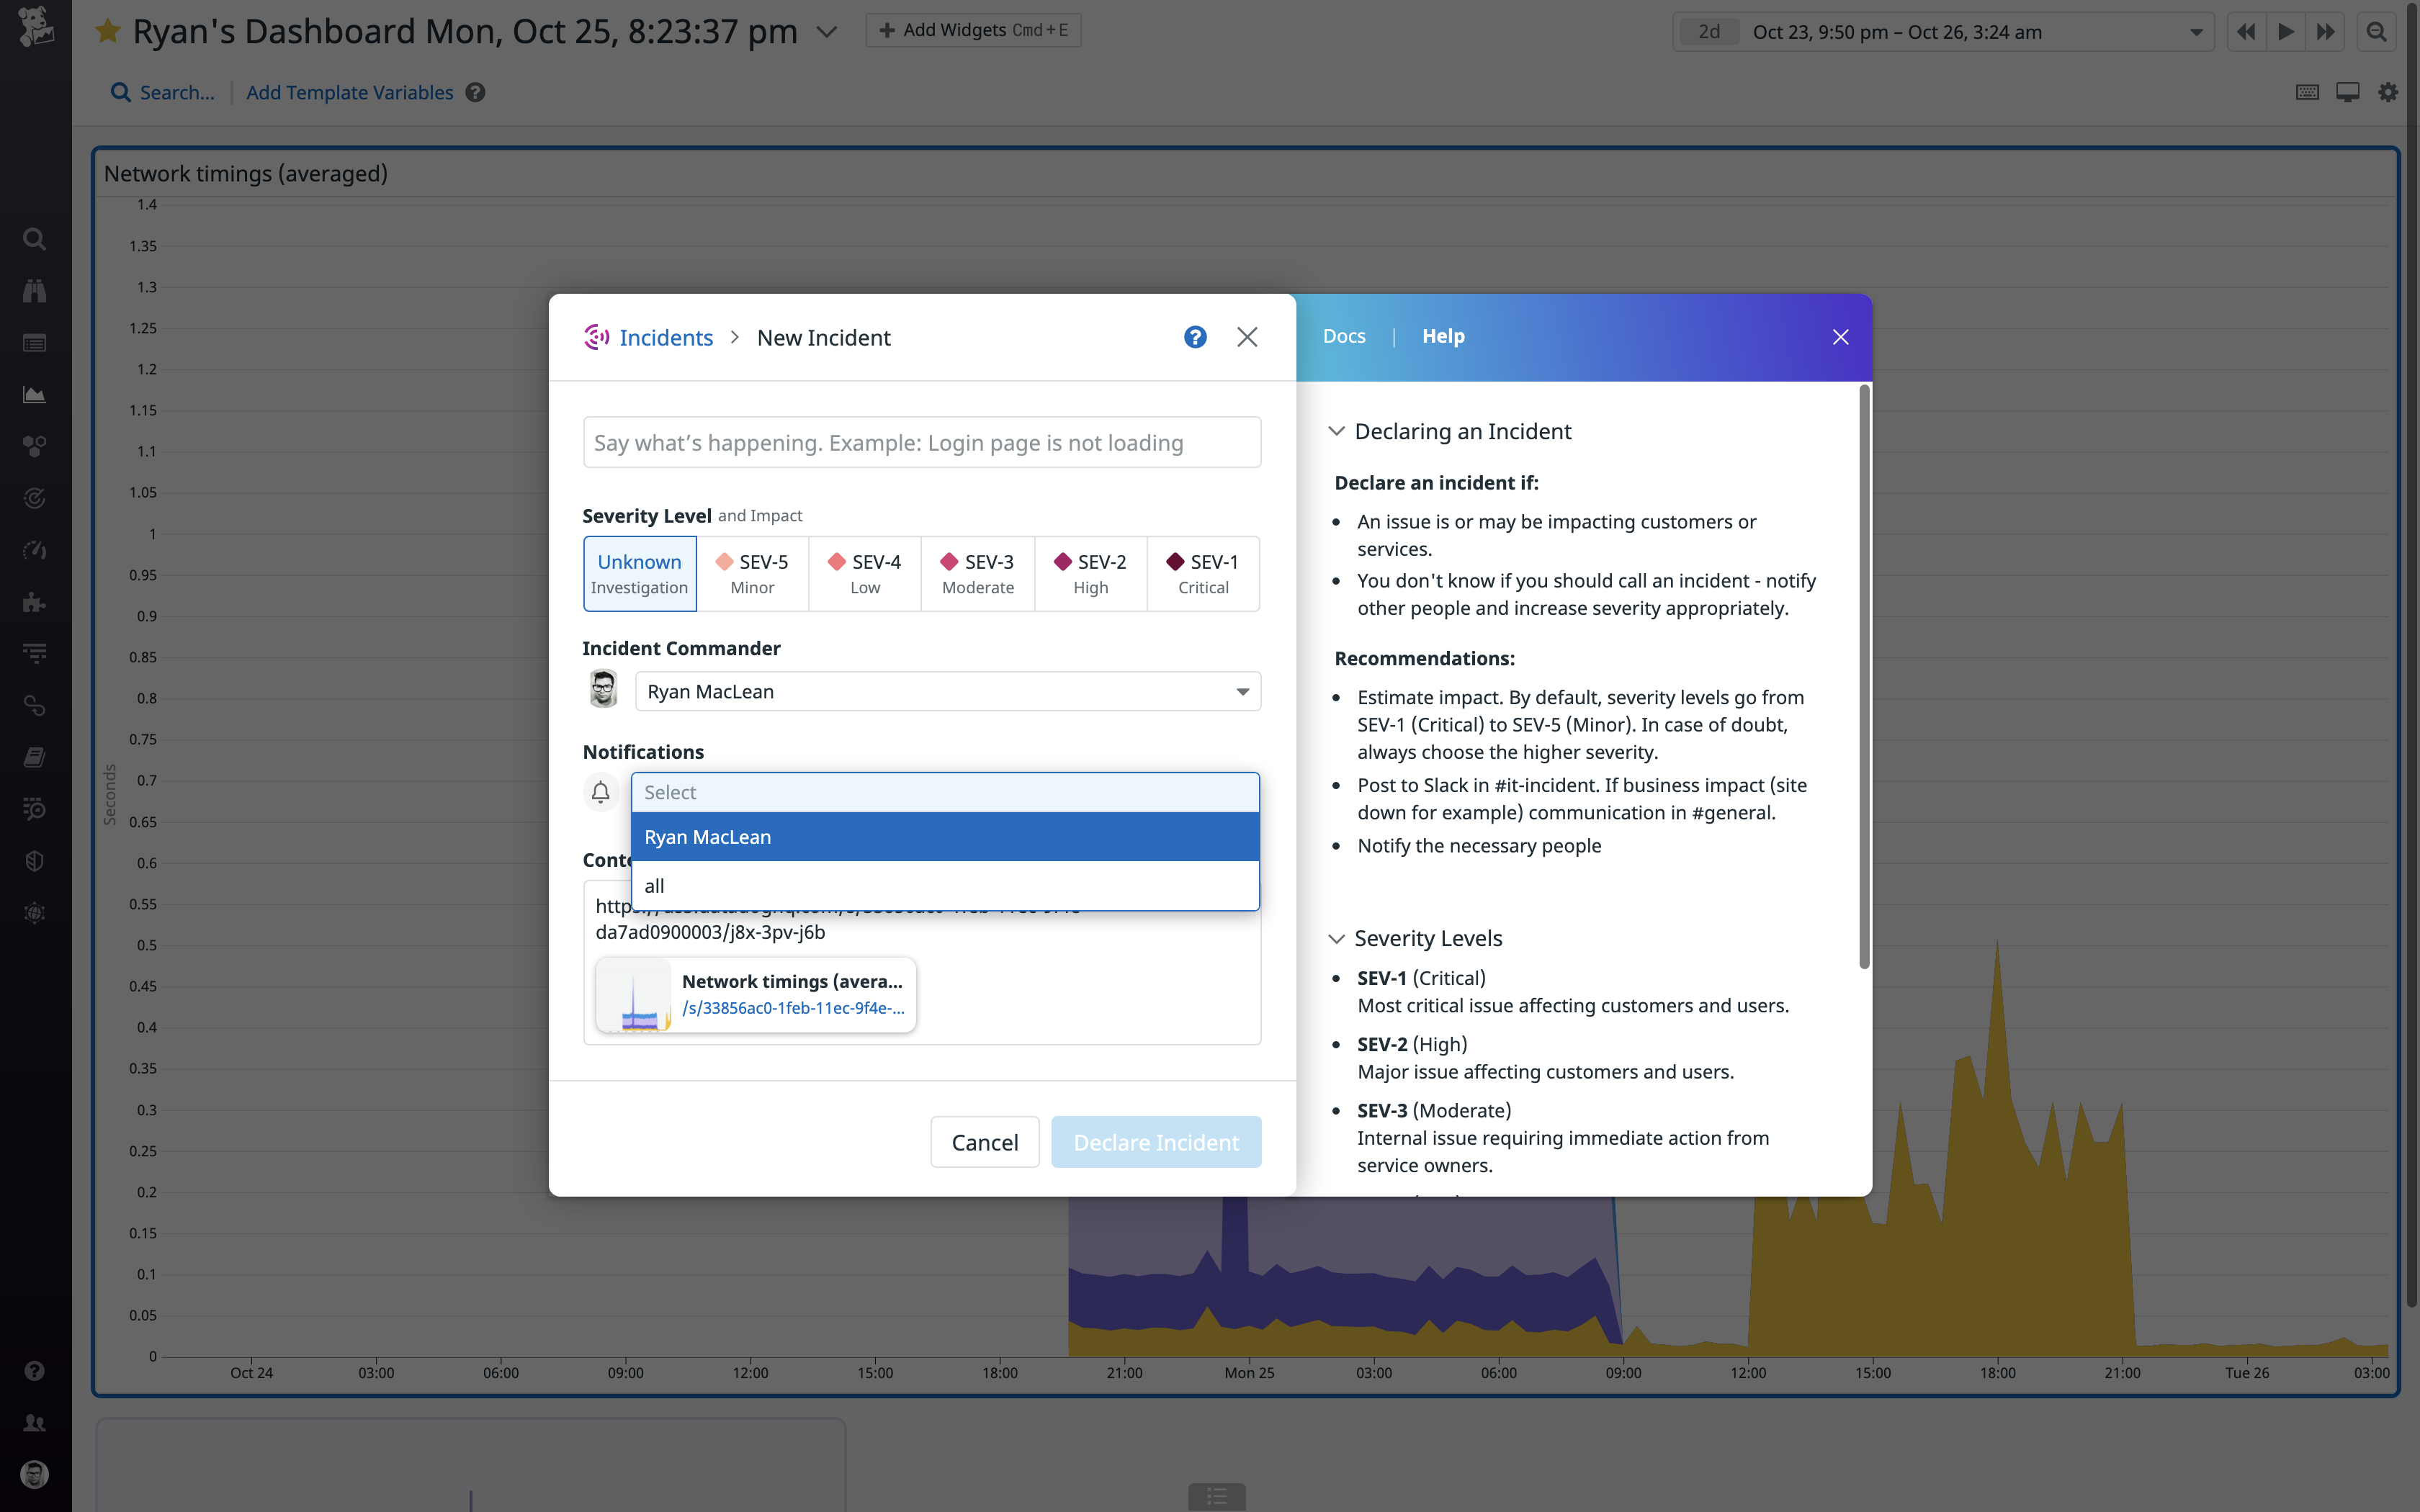 Ryan's Dashboard Mon, Oct 25, 8:23:37 pm
Add Widgets Cmd+E
2d Oct 23, 9:50 pm – Oct 26, 3:24 am
Search...
Add Template Variables
Network timings (averaged)
1.4
1.35
1.3
1.25
1.2
1.15
1.1
1.05
1
0.95
0.9
0.85
0.8
0.75
0.7
0.65
0.6
0.55
0.5
0.45
0.4
0.35
0.3
0.25
0.2
0.15
0.1
0.05
0
Seconds
Oct 24 03:00 06:00 09:00 12:00 15:00 18:00 21:00 Mon 25 03:00 06:00 09:00 12:00 15:00 18:00 21:00 Tue 26 03:00
Incidents > New Incident
Say what’s happening. Example: Login page is not loading
Severity Level and Impact
Unknown SEV-5 SEV-4 SEV-3 SEV-2 SEV-1
Investigation Minor Low Moderate High Critical
Incident Commander
Ryan MacLean
Notifications
Select
Ryan MacLean
all
da7ad0900003/j8x-3pv-j6b
Network timings (avera...
/s/33856ac0-1feb-11ec-9f4e-...
Cancel
Declare Incident
Docs | Help
Declaring an Incident
Declare an incident if:
An issue is or may be impacting customers or
services.
You don't know if you should call an incident - notify
other people and increase severity appropriately.
Recommendations:
Estimate impact. By default, severity levels go from
SEV-1 (Critical) to SEV-5 (Minor). In case of doubt,
always choose the higher severity.
Post to Slack in #it-incident. If business impact (site
down for example) communication in #general.
Notify the necessary people
Severity Levels
SEV-1 (Critical)
Most critical issue affecting customers and users.
SEV-2 (High)
Major issue affecting customers and users.
SEV-3 (Moderate)
Internal issue requiring immediate action from
service owners.